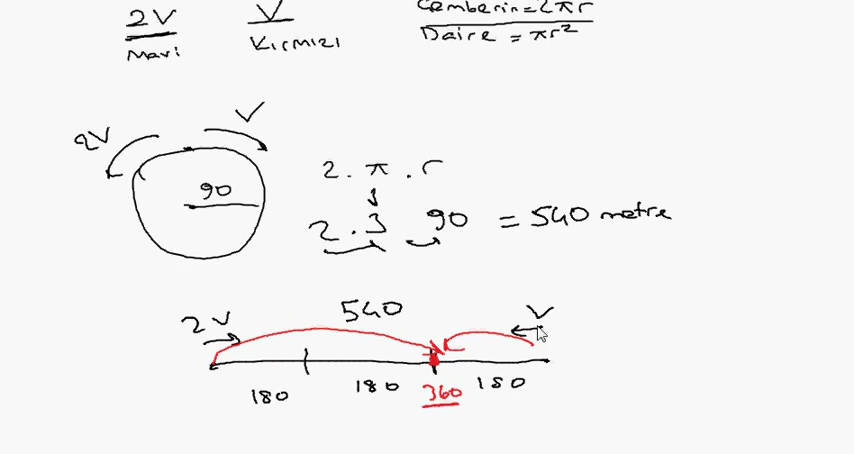 2V V Çemberin = 2πr
Mavi Kırmızı Daire = πr²
2V V
90
2 . π . r
2 . 3 90 = 540 metre
2V 540 V
180 180 360 180